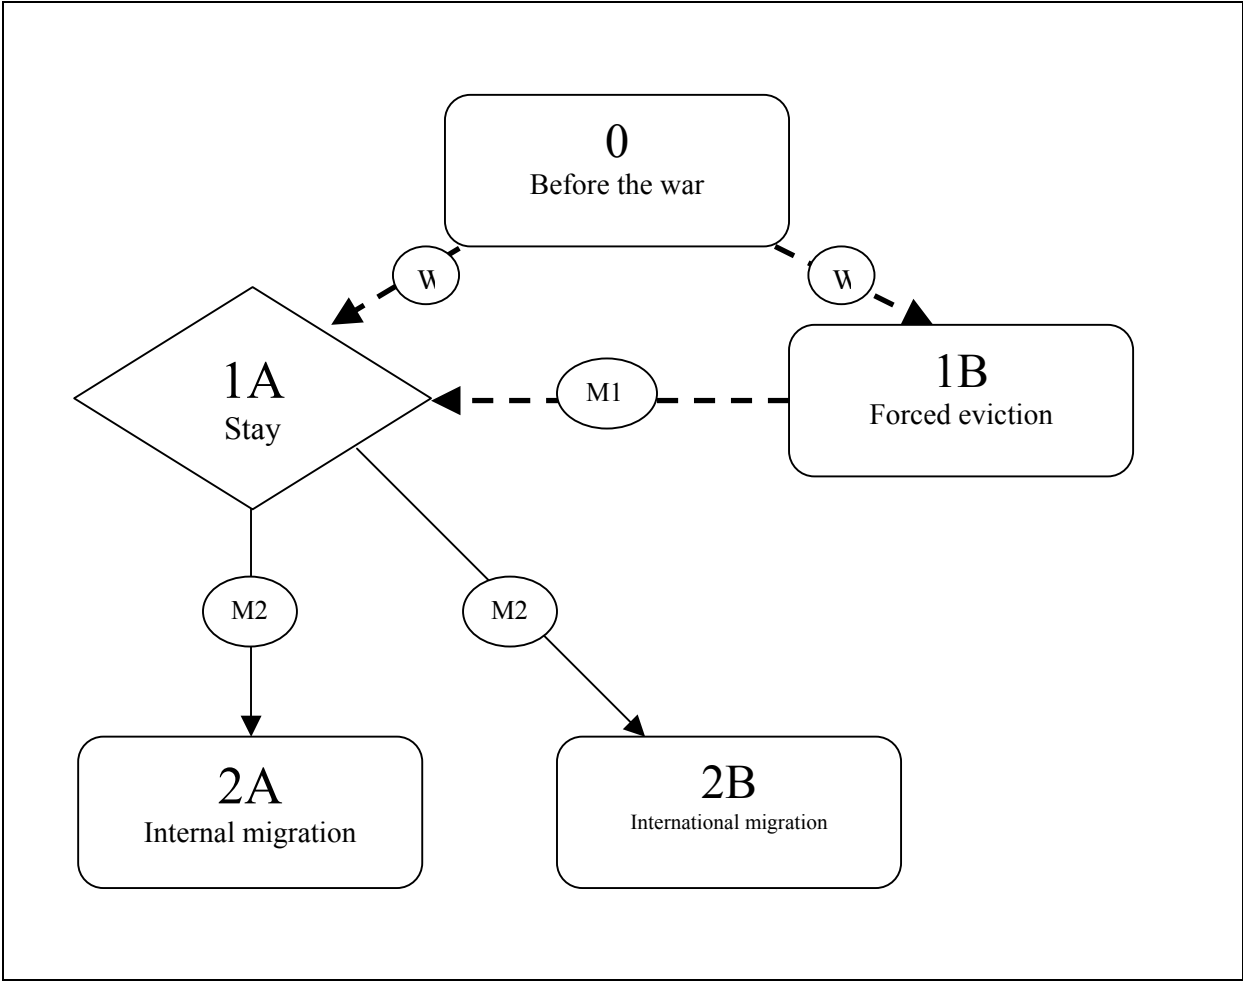 0
Before the war
W
W
1A
Stay
M1
1B
Forced eviction
M2
M2
2A
Internal migration
2B
International migration